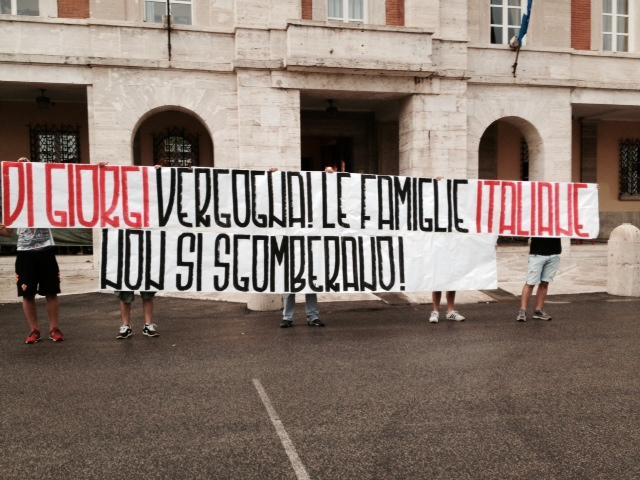 DI GIORGI VERGOGNA! LE FAMIGLIE ITALIANE
NON SI SGOMBERANO!